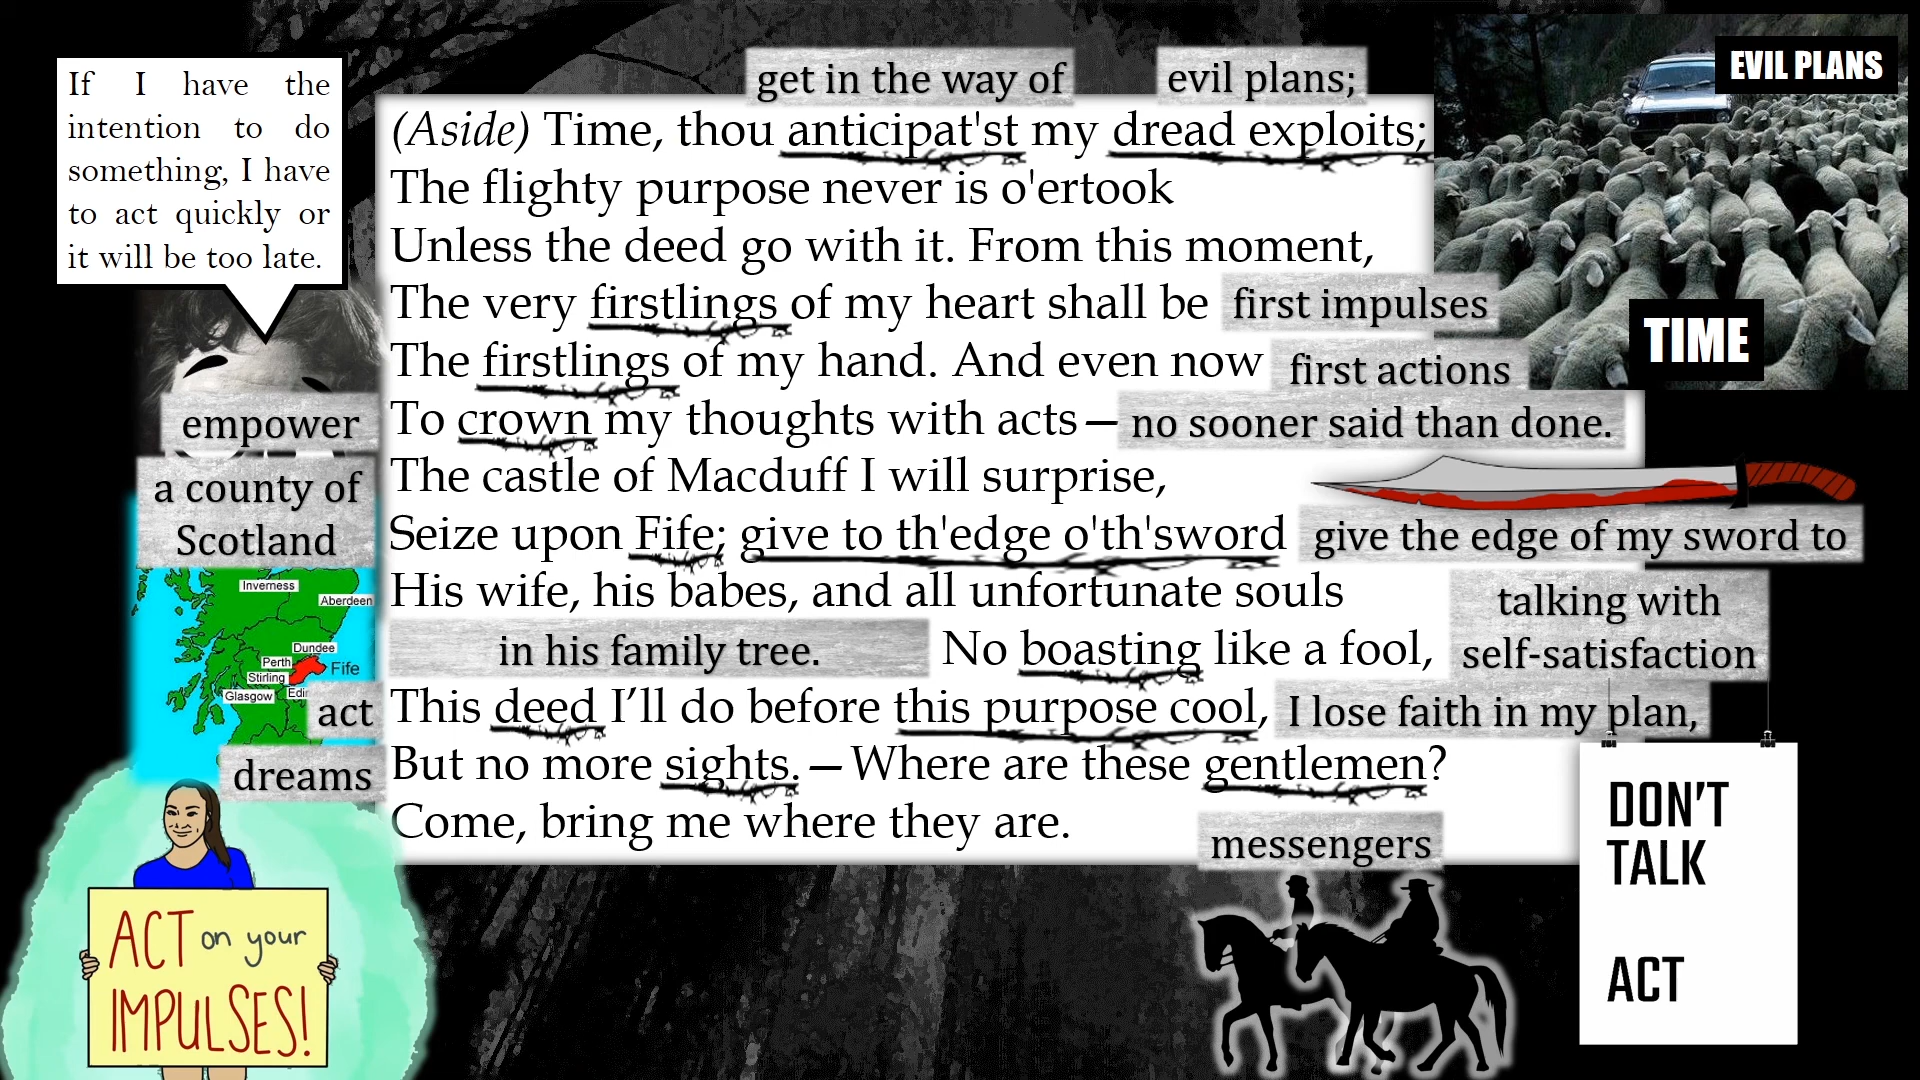 get in the way of
evil plans;
EVIL PLANS
If I have the
intention to do
something, I have
to act quickly or
it will be too late.
(Aside) Time, thou anticipat'st my dread exploits;
The flighty purpose never is o'ertook
Unless the deed go with it. From this moment,
The very firstlings of my heart shall be
first impulses
TIME
The firstlings of my hand. And even now
first actions
empower
To crown my thoughts with acts—
no sooner said than done.
The castle of Macduff I will surprise,
a county of
Scotland
Seize upon Fife; give to th'edge o'th'sword
give the edge of my sword to
His wife, his babes, and all unfortunate souls
talking with
self-satisfaction
in his family tree.
No boasting like a fool,
Inverness
Aberdeen
Dundee
Perth
Fife
Stirling
Glasgow
Edi
act
This deed I’ll do before this purpose cool,
I lose faith in my plan,
dreams
But no more sights.—Where are these gentlemen?
Come, bring me where they are.
messengers
DON'T
TALK
ACT
ACT on your
IMPULSES!